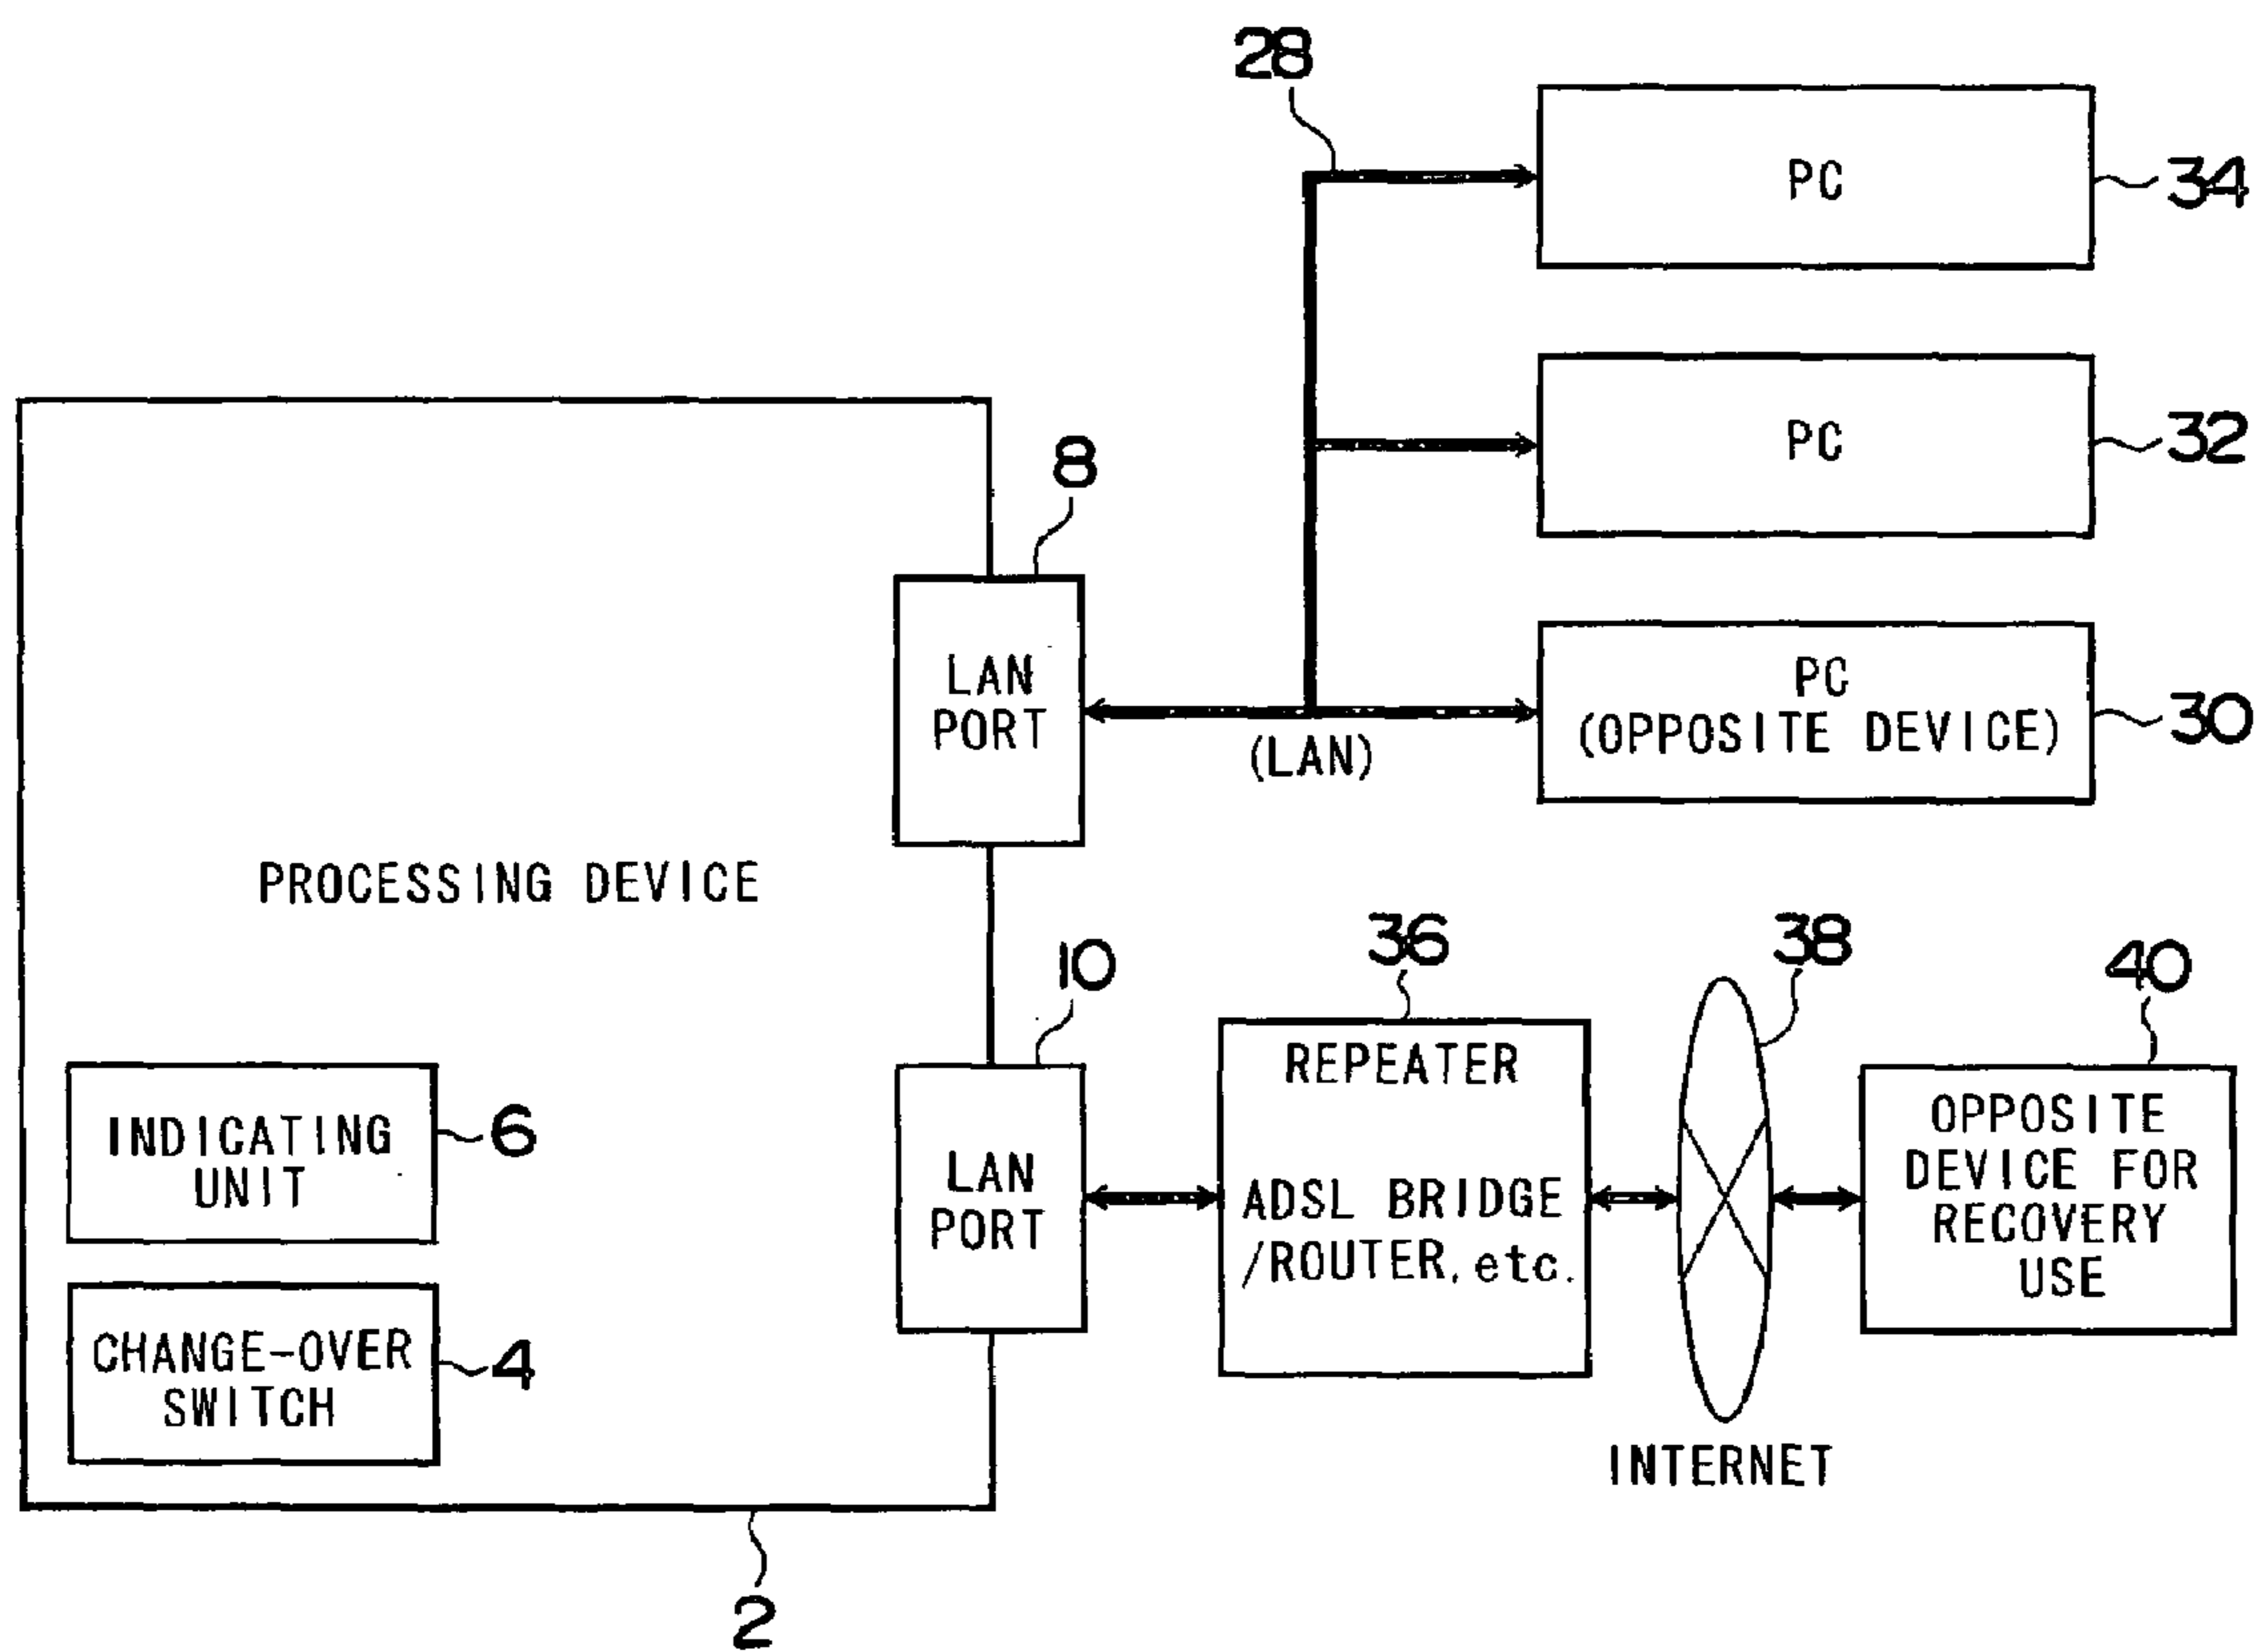 28
PC
34
PC
32
8
LAN
PORT
(LAN)
PC
(OPPOSITE DEVICE)
30
PROCESSING DEVICE
10
36
38
40
INDICATING
UNIT
6
CHANGE-OVER
SWITCH
4
LAN
PORT
REPEATER
ADSL BRIDGE
/ROUTER, etc.
INTERNET
OPPOSITE
DEVICE FOR
RECOVERY
USE
2